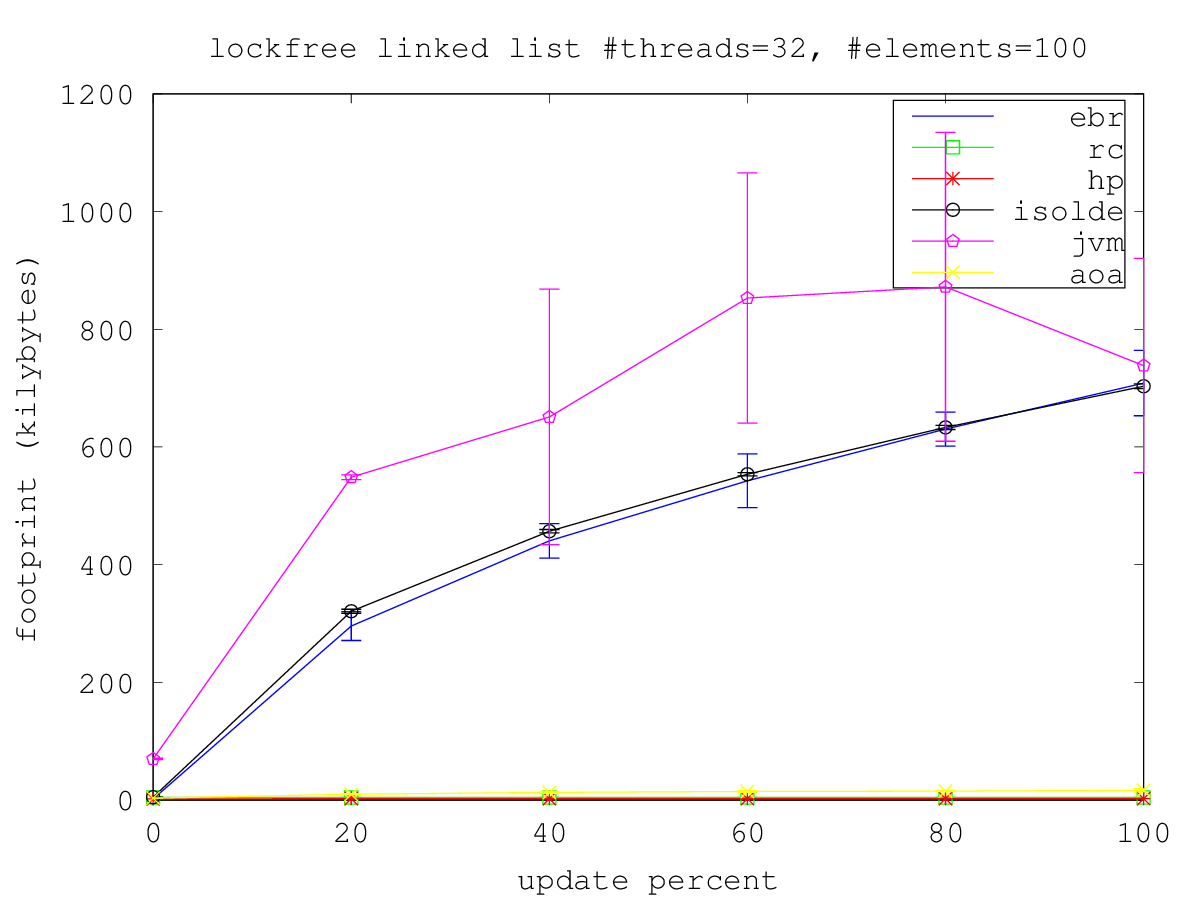 lockfree linked list #threads=32, #elements=100
1200
1000
800
600
400
200
0
footprint (kilybytes)
ebr
rc
hp
isolde
jvm
aoa
0 20 40 60 80 100
update percent